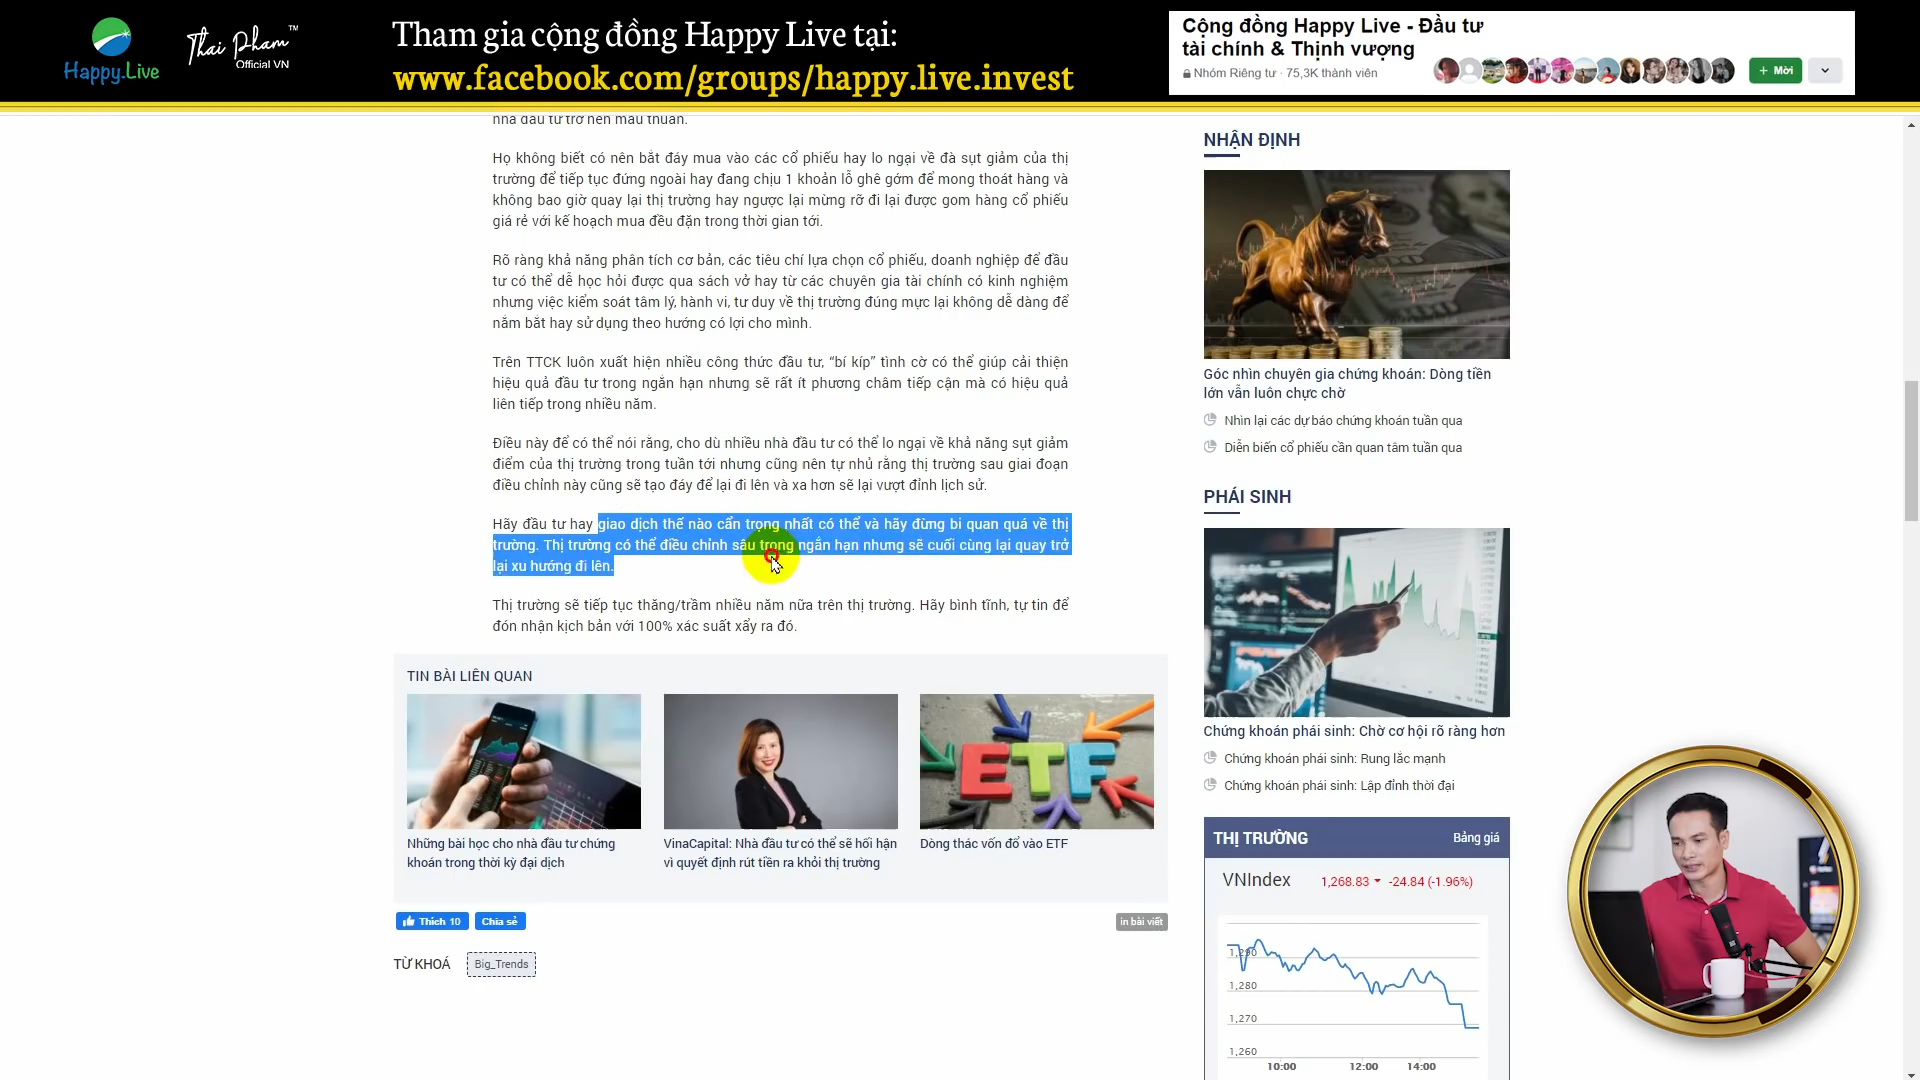 Happy.Live
Thai Pham™
Official VN
Tham gia cộng đồng Happy Live tại:
www.facebook.com/groups/happy.live.invest
Cộng đồng Happy Live - Đầu tư
tài chính & Thịnh vượng
Nhóm Riêng tư · 75,3K thành viên
+ Mời
nhà đầu tư trở nên mâu thuẫn.
Họ không biết có nên bắt đáy mua vào các cổ phiếu hay lo ngại về đà sụt giảm của thị
trường để tiếp tục đứng ngoài hay đang chịu 1 khoản lỗ ghê gớm để mong thoát hàng và
không bao giờ quay lại thị trường hay ngược lại mừng rỡ đi lại được gom hàng cổ phiếu
giá rẻ với kế hoạch mua đều đặn trong thời gian tới.
Rõ ràng khả năng phân tích cơ bản, các tiêu chí lựa chọn cổ phiếu, doanh nghiệp để đầu
tư có thể dễ học hỏi được qua sách vở hay từ các chuyên gia tài chính có kinh nghiệm
nhưng việc kiểm soát tâm lý, hành vi, tư duy về thị trường đúng mực lại không dễ dàng để
nắm bắt hay sử dụng theo hướng có lợi cho mình.
Trên TTCK luôn xuất hiện nhiều công thức đầu tư, “bí kíp” tình cờ có thể giúp cải thiện
hiệu quả đầu tư trong ngắn hạn nhưng sẽ rất ít phương châm tiếp cận mà có hiệu quả
liên tiếp trong nhiều năm.
Điều này để có thể nói rằng, cho dù nhiều nhà đầu tư có thể lo ngại về khả năng sụt giảm
điểm của thị trường trong tuần tới nhưng cũng nên tự nhủ rằng thị trường sau giai đoạn
điều chỉnh này cũng sẽ tạo đáy để lại đi lên và xa hơn sẽ lại vượt đỉnh lịch sử.
Hãy đầu tư hay giao dịch thế nào cẩn trọng nhất có thể và hãy đừng bi quan quá về thị
trường. Thị trường có thể điều chỉnh sâu trong ngắn hạn nhưng sẽ cuối cùng lại quay trở
lại xu hướng đi lên.
Thị trường sẽ tiếp tục thăng/trầm nhiều năm nữa trên thị trường. Hãy bình tĩnh, tự tin để
đón nhận kịch bản với 100% xác suất xẩy ra đó.
TIN BÀI LIÊN QUAN
ETF
Những bài học cho nhà đầu tư chứng
khoán trong thời kỳ đại dịch
VinaCapital: Nhà đầu tư có thể sẽ hối hận
vì quyết định rút tiền ra khỏi thị trường
Dòng thác vốn đổ vào ETF
Thích 10
Chia sẻ
in bài viết
TỪ KHOÁ
Big_Trends
NHẬN ĐỊNH
Góc nhìn chuyên gia chứng khoán: Dòng tiền
lớn vẫn luôn chực chờ
Nhìn lại các dự báo chứng khoán tuần qua
Diễn biến cổ phiếu cần quan tâm tuần qua
PHÁI SINH
Chứng khoán phái sinh: Chờ cơ hội rõ ràng hơn
Chứng khoán phái sinh: Rung lắc mạnh
Chứng khoán phái sinh: Lập đỉnh thời đại
THỊ TRƯỜNG
Bảng giá
VNIndex
1,268.83
-24.84 (-1.96%)
1,290
1,280
1,270
1,260
10:00
12:00
14:00